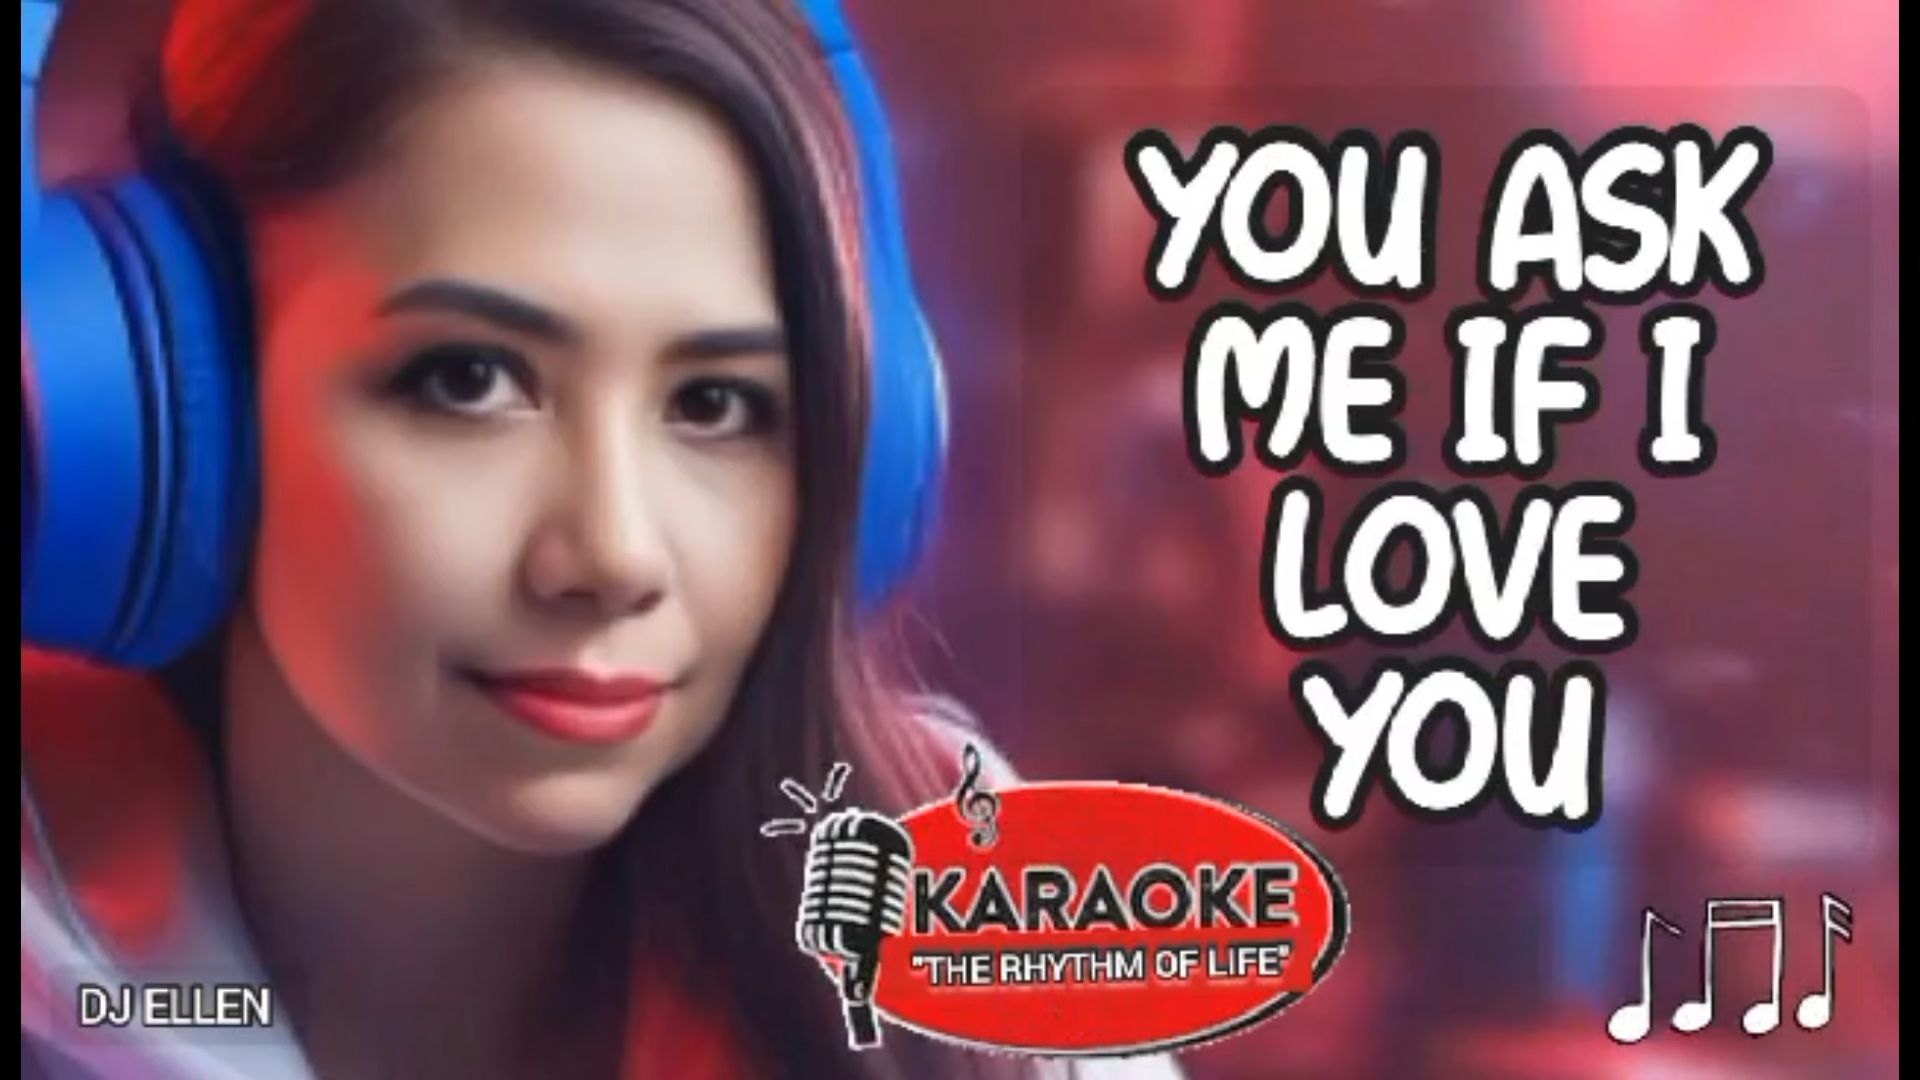 YOU ASK
ME IF I
LOVE
YOU
KARAOKE
"THE RHYTHM OF LIFE"
DJ ELLEN